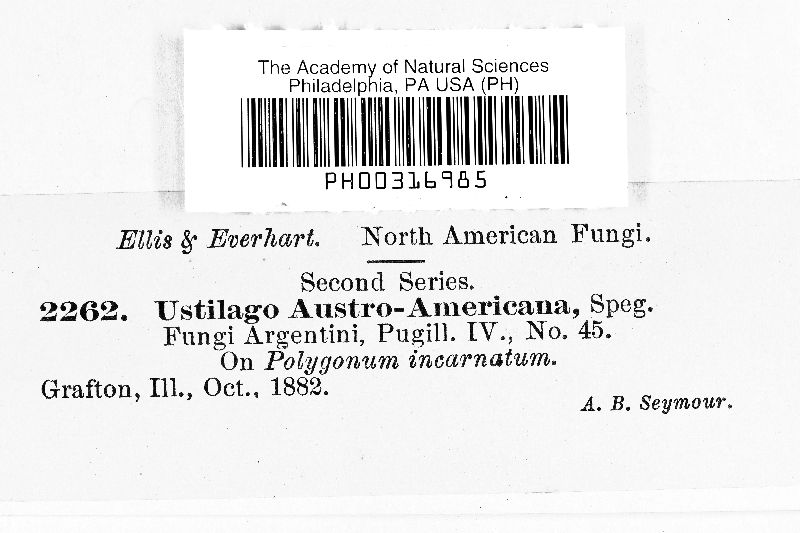 The Academy of Natural Sciences
Philadelphia, PA USA (PH)
PH00316985
Ellis & Everhart. North American Fungi.
Second Series.
2262. Ustilago Austro-Americana, Speg.
Fungi Argentini, Pugill. IV., No. 45.
On Polygonum incarnatum.
Grafton, Ill., Oct., 1882.
A. B. Seymour.